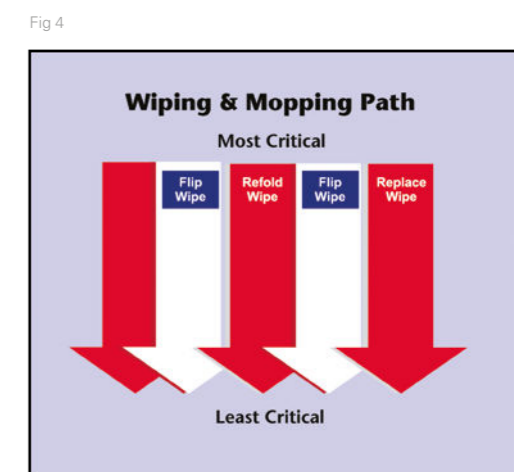 Fig 4
Wiping & Mopping Path
Most Critical
Flip
Wipe
Refold
Wipe
Flip
Wipe
Replace
Wipe
Least Critical